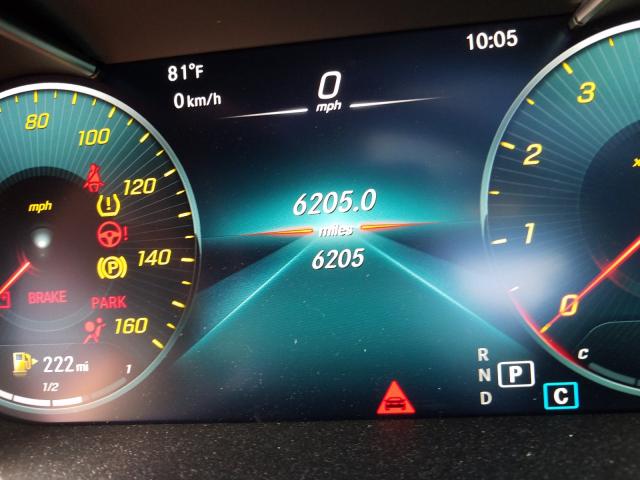 81°F
0 km/h
0
mph
10:05
80
100
120
140
160
mph
BRAKE
PARK
P
222 mi
1/2
1
6205.0
miles
6205
3
2
1
0
x
C
R
N
D
P
C